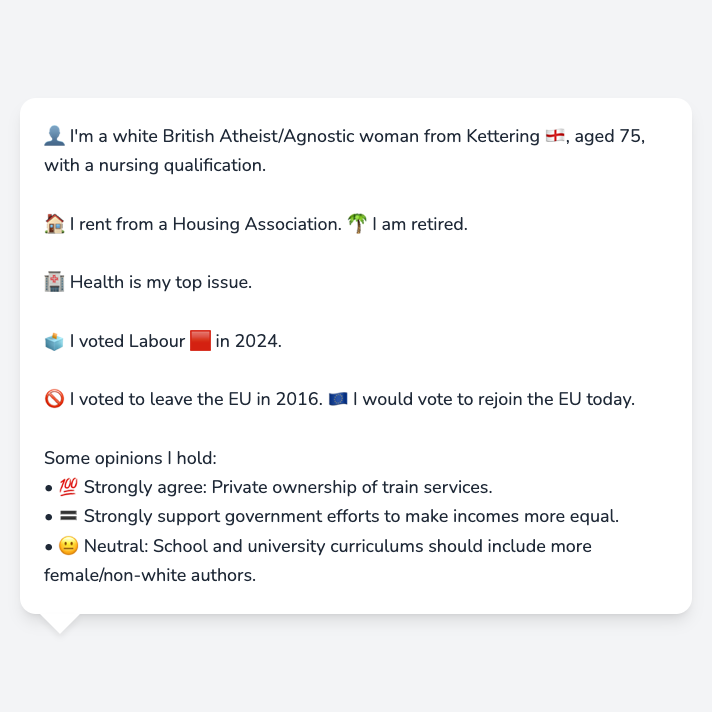 👤 I'm a white British Atheist/Agnostic woman from Kettering 🏴󠁧󠁢󠁥󠁮󠁧󠁿, aged 75,
with a nursing qualification.
🏠 I rent from a Housing Association. 🌴 I am retired.
🏥 Health is my top issue.
🗳️ I voted Labour 🟥 in 2024.
🚫 I voted to leave the EU in 2016. 🇪🇺 I would vote to rejoin the EU today.
Some opinions I hold:
• 💯 Strongly agree: Private ownership of train services.
• 🟰 Strongly support government efforts to make incomes more equal.
• 😐 Neutral: School and university curriculums should include more
female/non-white authors.